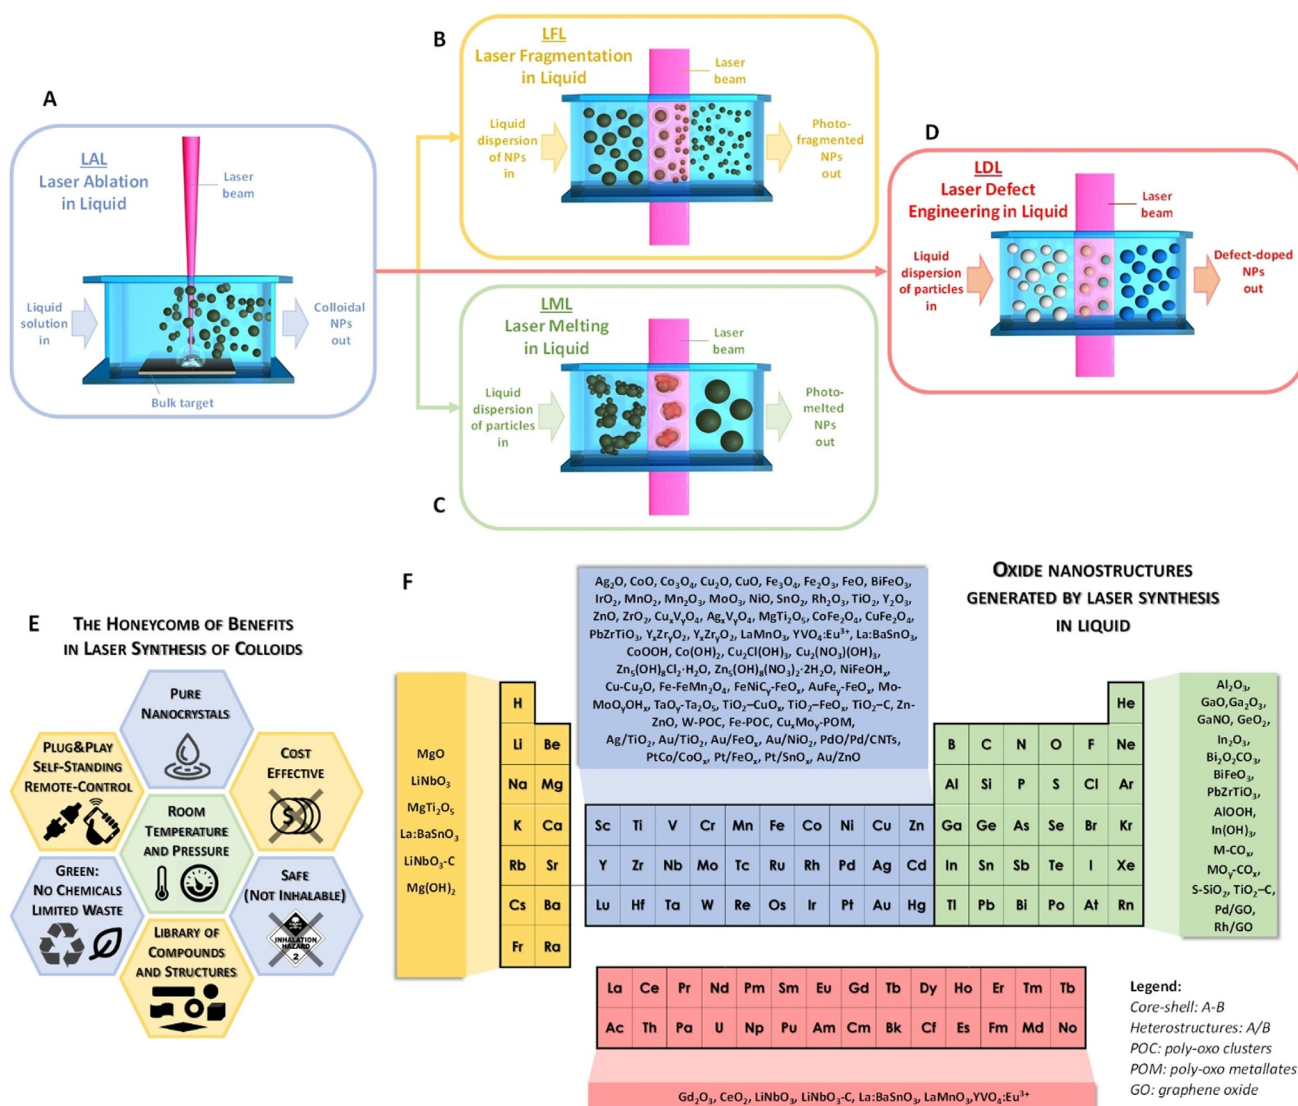 A
LAL
Laser Ablation
in Liquid
Laser
beam
Liquid
solution
in
Colloidal
NPs
out
Bulk target
B
LFL
Laser Fragmentation
in Liquid
Laser
beam
Liquid
dispersion
of NPs
in
Photo-
fragmented
NPs
out
C
LML
Laser Melting
in Liquid
Laser
beam
Liquid
dispersion
of particles
in
Photo-
melted
NPs
out
D
LDL
Laser Defect
Engineering in Liquid
Laser
beam
Liquid
dispersion
of particles
in
Defect-doped
NPs
out
E
THE HONEYCOMB OF BENEFITS
IN LASER SYNTHESIS OF COLLOIDS
PURE
NANOCRYSTALS
PLUG&PLAY
SELF-STANDING
REMOTE-CONTROL
COST
EFFECTIVE
$
ROOM
TEMPERATURE
AND PRESSURE
GREEN:
NO CHEMICALS
LIMITED WASTE
SAFE
(NOT INHALABLE)
INHALATION
HAZARD
2
LIBRARY OF
COMPOUNDS
AND STRUCTURES
F
OXIDE NANOSTRUCTURES
GENERATED BY LASER SYNTHESIS
IN LIQUID
Ag₂O, CoO, Co₃O₄, Cu₂O, CuO, Fe₃O₄, Fe₂O₃, FeO, BiFeO₃,
IrO₂, MnO₂, Mn₂O₃, MoO₃, NiO, SnO₂, Rh₂O₃, TiO₂, Y₂O₃,
ZnO, ZrO₂, CuₓVᵧO₄, AgₓVᵧO₄, MgTi₂O₅, CoFe₂O₄, CuFe₂O₄,
PbZrTiO₃, YₓZrᵧO₂, YₓZrᵧO₂, LaMnO₃, YVO₄:Eu³⁺, La:BaSnO₃,
CoOOH, Co(OH)₂, Cu₂Cl(OH)₃, Cu₂(NO₃)(OH)₃,
Zn₅(OH)₈Cl₂·H₂O, Zn₅(OH)₈(NO₃)₂·2H₂O, NiFeOHₓ,
Cu-Cu₂O, Fe-FeMn₂O₄, FeNiCᵧ-FeOₓ, AuFeᵧ-FeOₓ, Mo-
MoOᵧOHₓ, TaOᵧ-Ta₂O₅, TiO₂–CuOₓ, TiO₂–FeOₓ, TiO₂–C, Zn-
ZnO, W-POC, Fe-POC, CuₓMoᵧ-POM,
Ag/TiO₂, Au/TiO₂, Au/FeOₓ, Au/NiO₂, PdO/Pd/CNTs,
PtCo/CoOₓ, Pt/FeOₓ, Pt/SnOₓ, Au/ZnO
MgO
LiNbO₃
MgTi₂O₅
La:BaSnO₃
LiNbO₃-C
Mg(OH)₂
H He
Li Be B C N O F Ne
Na Mg Al Si P S Cl Ar
K Ca Sc Ti V Cr Mn Fe Co Ni Cu Zn Ga Ge As Se Br Kr
Rb Sr Y Zr Nb Mo Tc Ru Rh Pd Ag Cd In Sn Sb Te I Xe
Cs Ba Lu Hf Ta W Re Os Ir Pt Au Hg Tl Pb Bi Po At Rn
Fr Ra
Al₂O₃,
GaO,Ga₂O₃,
GaNO, GeO₂,
In₂O₃,
Bi₂O₂CO₃,
BiFeO₃,
PbZrTiO₃,
AlOOH,
In(OH)₃,
M-COₓ,
MOᵧ-COₓ,
S-SiO₂, TiO₂–C,
Pd/GO,
Rh/GO
La Ce Pr Nd Pm Sm Eu Gd Tb Dy Ho Er Tm Tb
Ac Th Pa U Np Pu Am Cm Bk Cf Es Fm Md No
Gd₂O₃, CeO₂, LiNbO₃, LiNbO₃-C, La:BaSnO₃, LaMnO₃,YVO₄:Eu³⁺
Legend:
Core-shell: A-B
Heterostructures: A/B
POC: poly-oxo clusters
POM: poly-oxo metallates
GO: graphene oxide